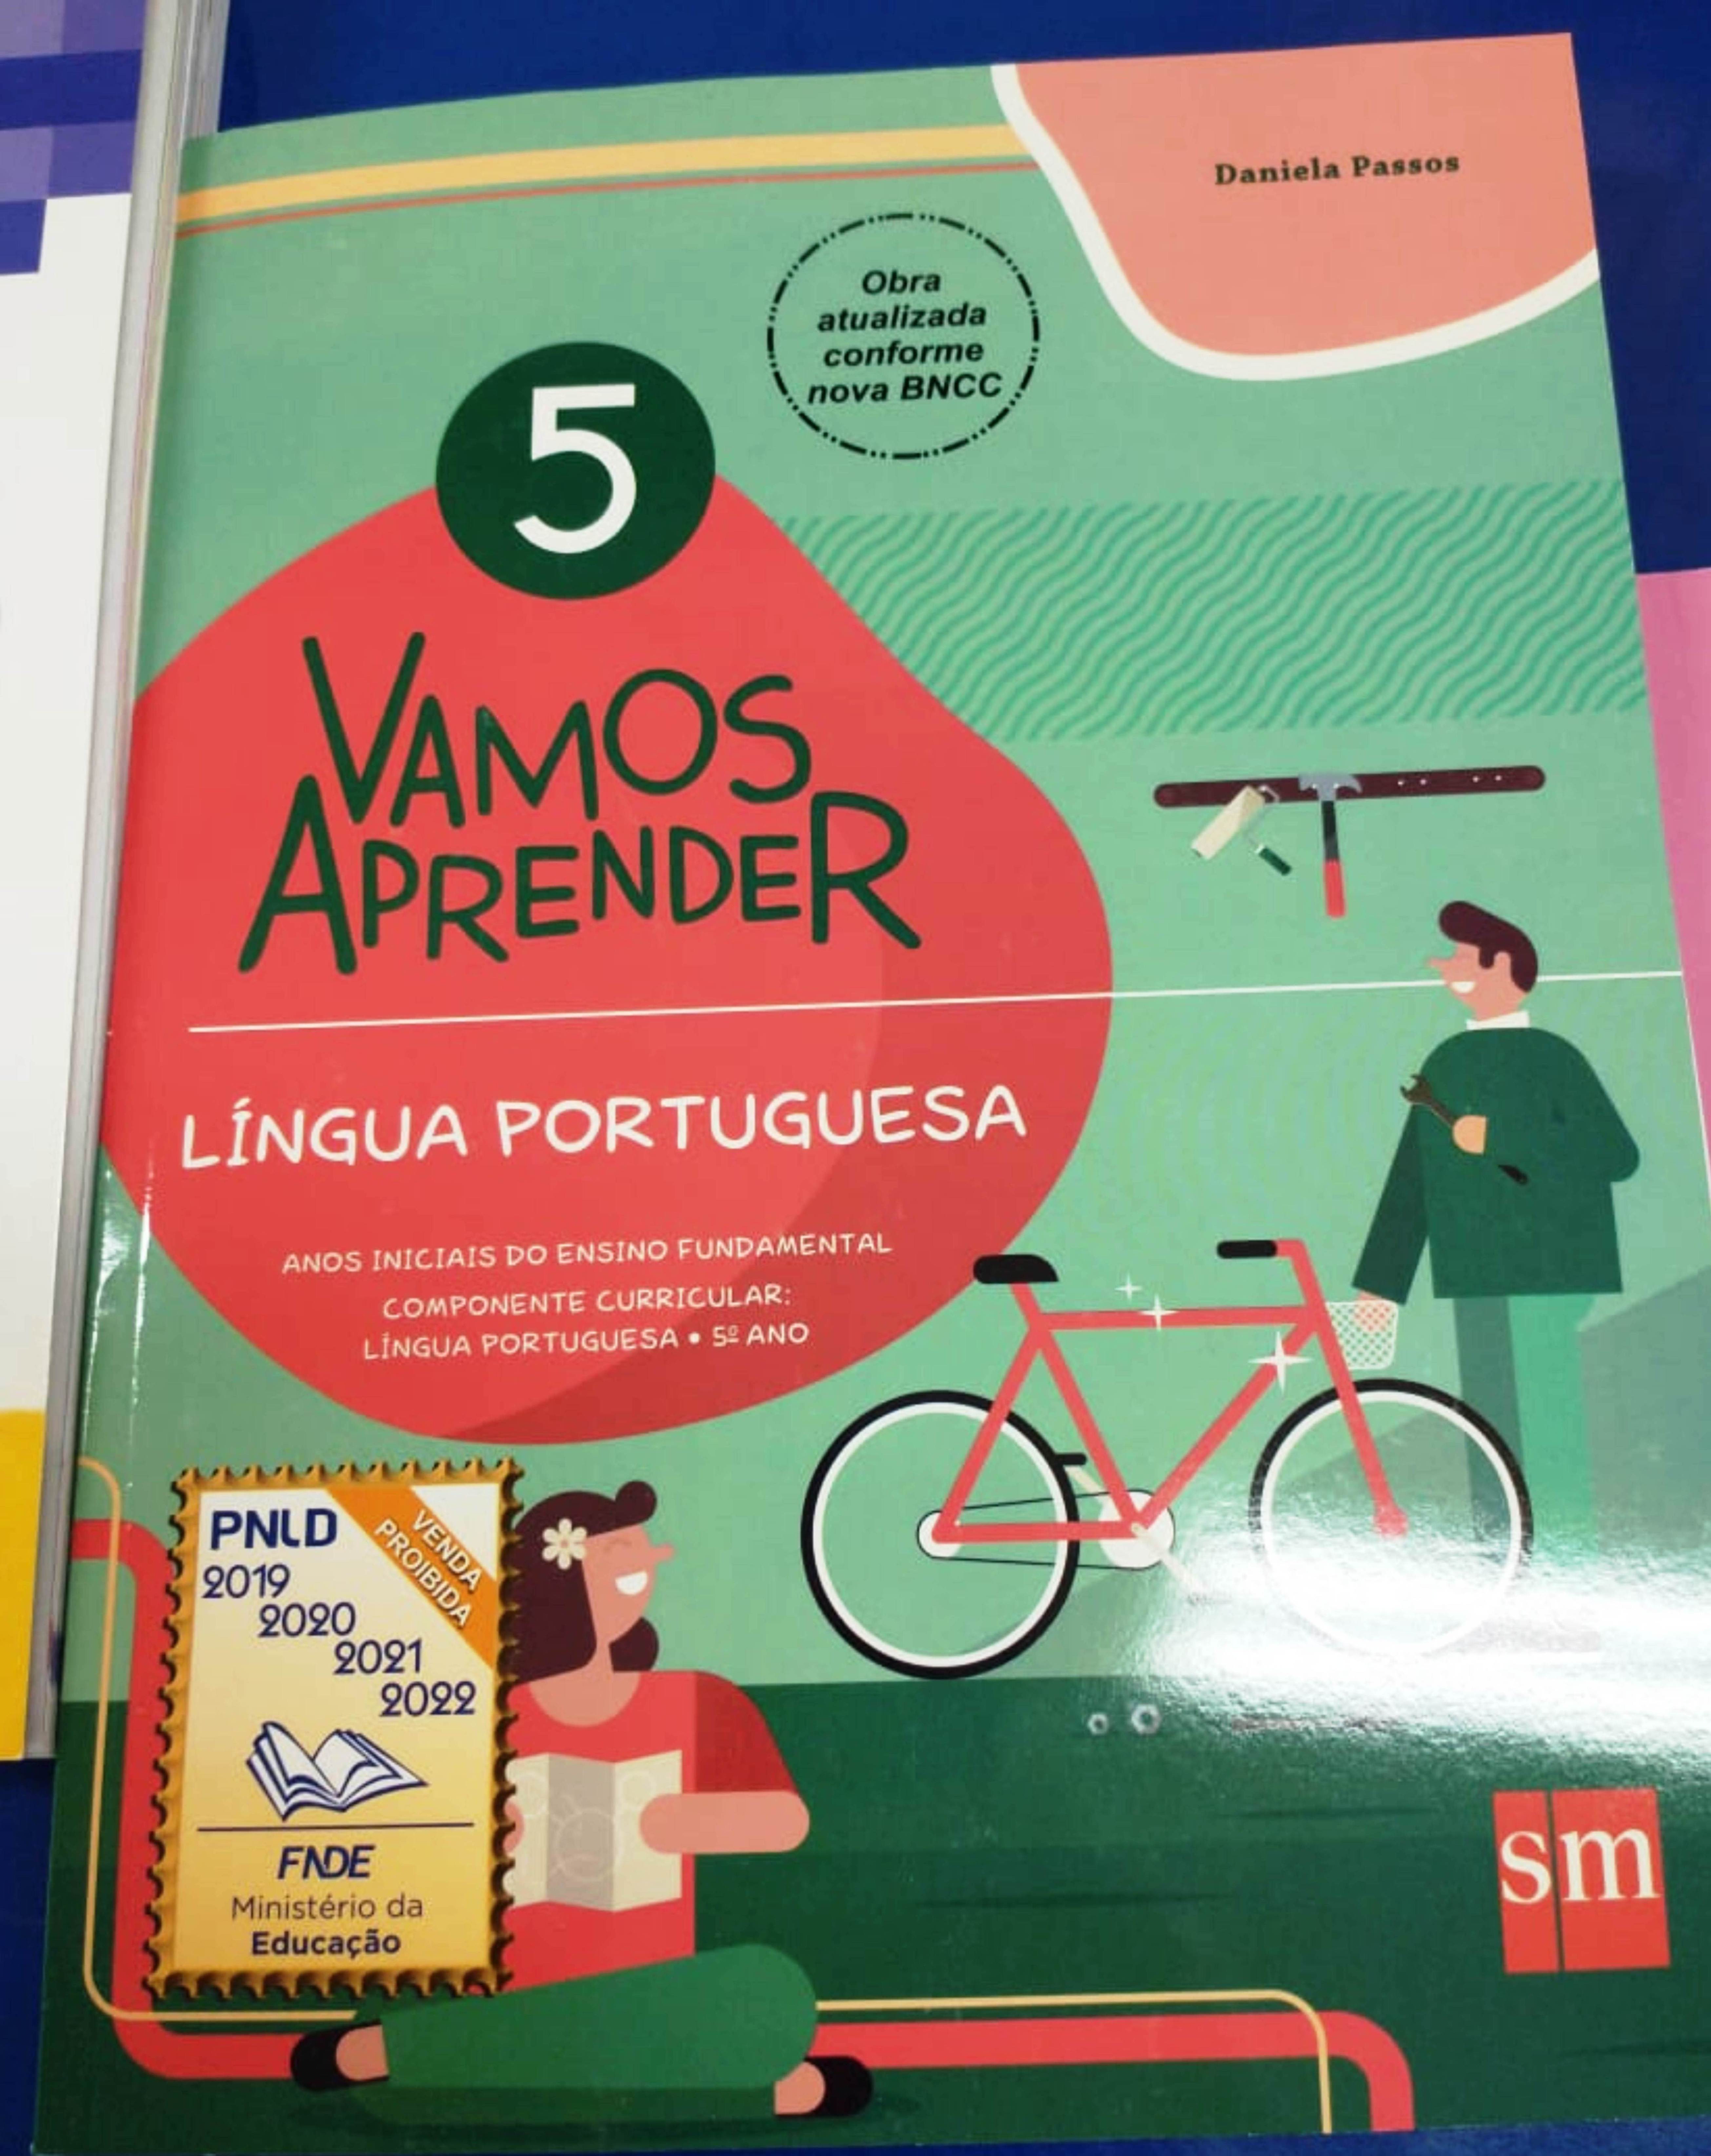 Daniela Passos
Obra
atualizada
conforme
nova BNCC
5
VAMOS
APRENDER
LÍNGUA PORTUGUESA
ANOS INICIAIS DO ENSINO FUNDAMENTAL
COMPONENTE CURRICULAR:
LÍNGUA PORTUGUESA • 5º ANO
PNLD
VENDA
PROIBIDA
2019
2020
2021
2022
FNDE
Ministério da
Educação
sm